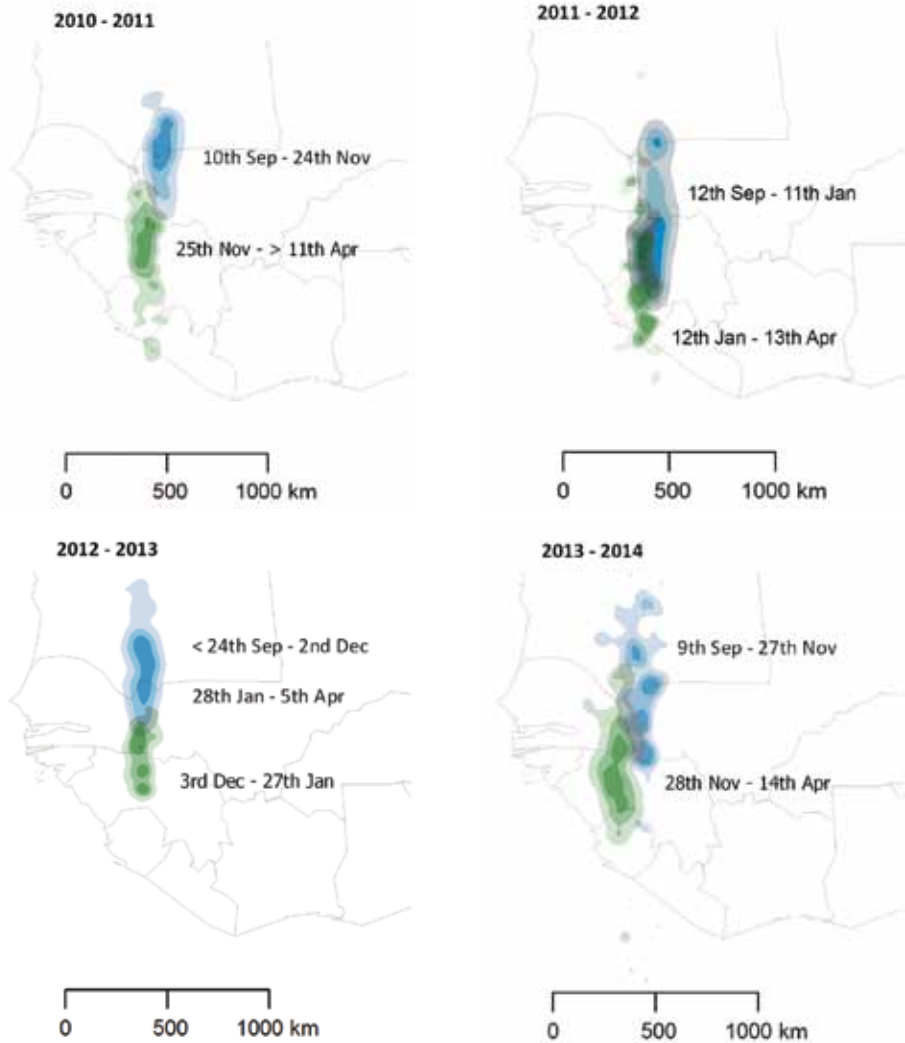 2010 - 2011
10th Sep - 24th Nov
25th Nov - > 11th Apr
0 500 1000 km
2011 - 2012
12th Sep - 11th Jan
12th Jan - 13th Apr
0 500 1000 km
2012 - 2013
< 24th Sep - 2nd Dec
28th Jan - 5th Apr
3rd Dec - 27th Jan
0 500 1000 km
2013 - 2014
9th Sep - 27th Nov
28th Nov - 14th Apr
0 500 1000 km